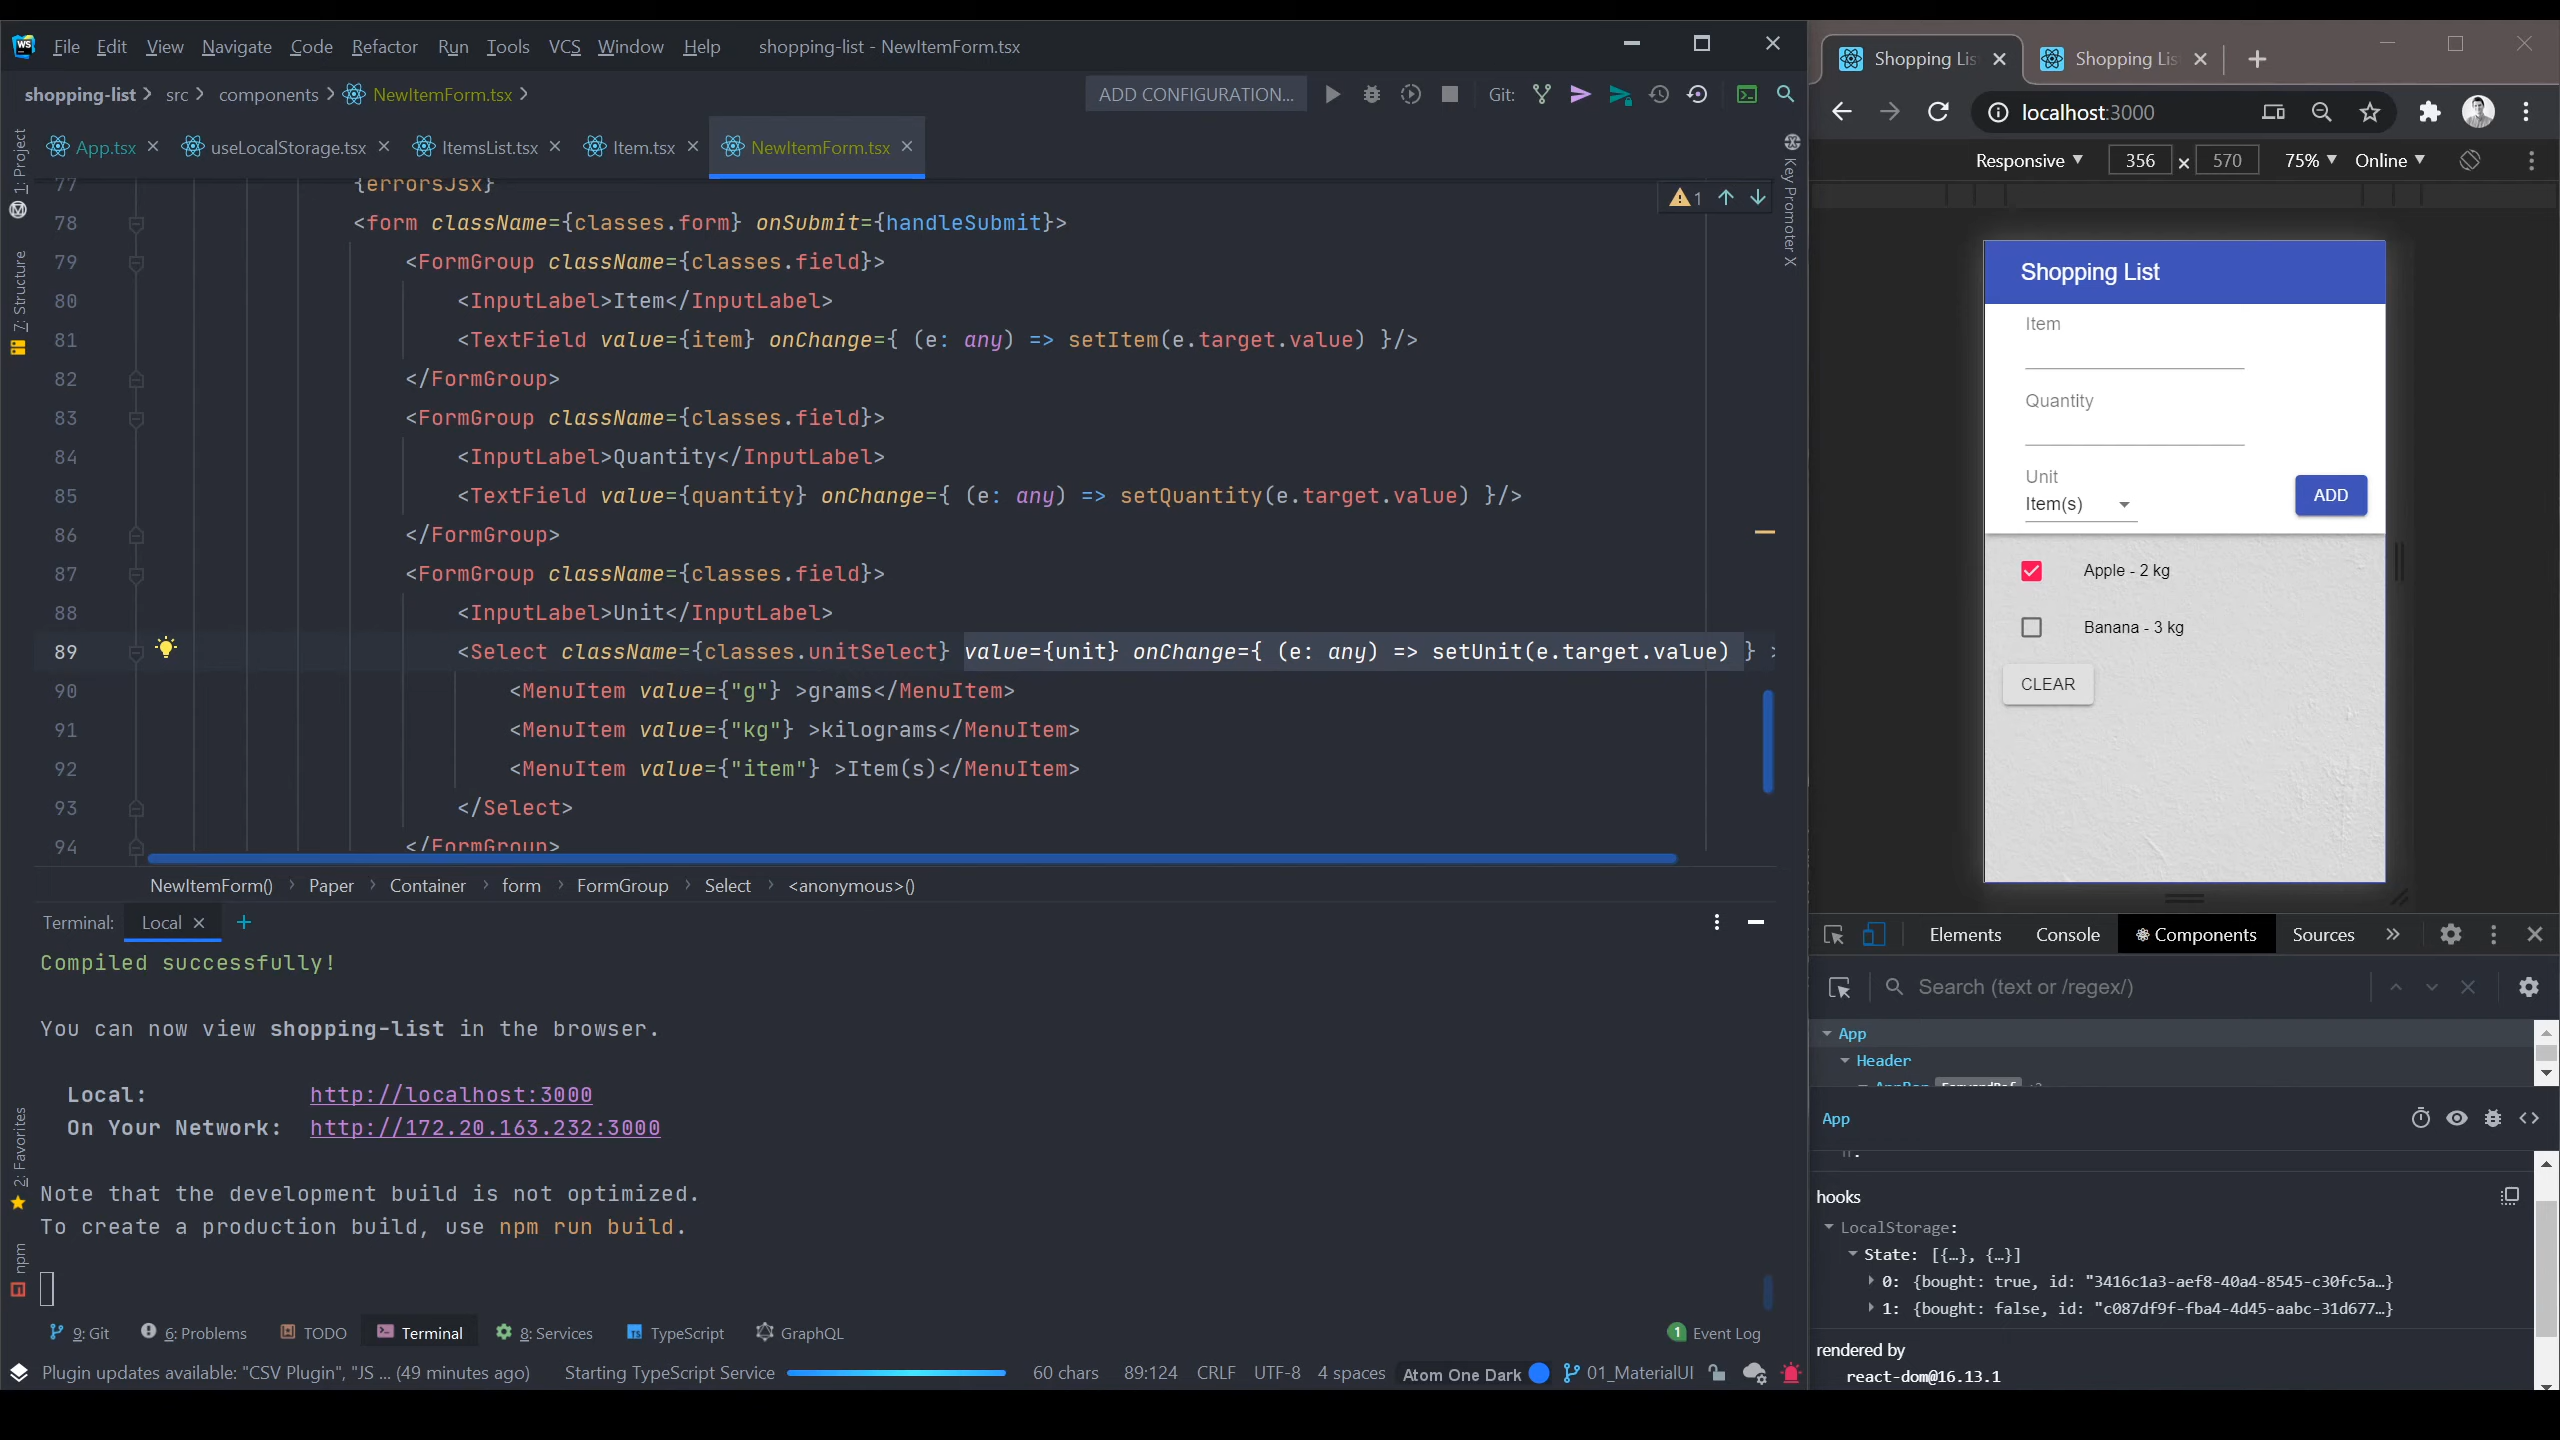 File Edit View Navigate Code Refactor Run Tools VCS Window Help shopping-list - NewItemForm.tsx
shopping-list src components NewItemForm.tsx ADD CONFIGURATION... Git:
App.tsx useLocalStorage.tsx ItemsList.tsx Item.tsx NewItemForm.tsx
1: Project
7: Structure
2: Favorites
npm
Key Promoter X
1
77 {errorsJsx}
78 <form className={classes.form} onSubmit={handleSubmit}>
79 <FormGroup className={classes.field}>
80 <InputLabel>Item</InputLabel>
81 <TextField value={item} onChange={ (e: any) => setItem(e.target.value) }/>
82 </FormGroup>
83 <FormGroup className={classes.field}>
84 <InputLabel>Quantity</InputLabel>
85 <TextField value={quantity} onChange={ (e: any) => setQuantity(e.target.value) }/>
86 </FormGroup>
87 <FormGroup className={classes.field}>
88 <InputLabel>Unit</InputLabel>
89 <Select className={classes.unitSelect} value={unit} onChange={ (e: any) => setUnit(e.target.value) } >
90 <MenuItem value={"g"} >grams</MenuItem>
91 <MenuItem value={"kg"} >kilograms</MenuItem>
92 <MenuItem value={"item"} >Item(s)</MenuItem>
93 </Select>
94 </FormGroup>
NewItemForm() Paper Container form FormGroup Select <anonymous>()
Terminal: Local
Compiled successfully!
You can now view shopping-list in the browser.
Local: http://localhost:3000
On Your Network: http://172.20.163.232:3000
Note that the development build is not optimized.
To create a production build, use npm run build.
9: Git 6: Problems TODO Terminal 8: Services TypeScript GraphQL 1 Event Log
Plugin updates available: "CSV Plugin", "JS ... (49 minutes ago) Starting TypeScript Service 60 chars 89:124 CRLF UTF-8 4 spaces Atom One Dark 01_MaterialUI
Shopping Lis Shopping Lis
localhost:3000
Responsive 356 × 570 75% Online
Shopping List
Item
Quantity
Unit
Item(s)
ADD
Apple - 2 kg
Banana - 3 kg
CLEAR
Elements Console Components Sources
Search (text or /regex/)
App
Header
App
hooks
LocalStorage:
State: [{…}, {…}]
0: {bought: true, id: "3416c1a3-aef8-40a4-8545-c30fc5a…}
1: {bought: false, id: "c087df9f-fba4-4d45-aabc-31d677…}
rendered by
react-dom@16.13.1